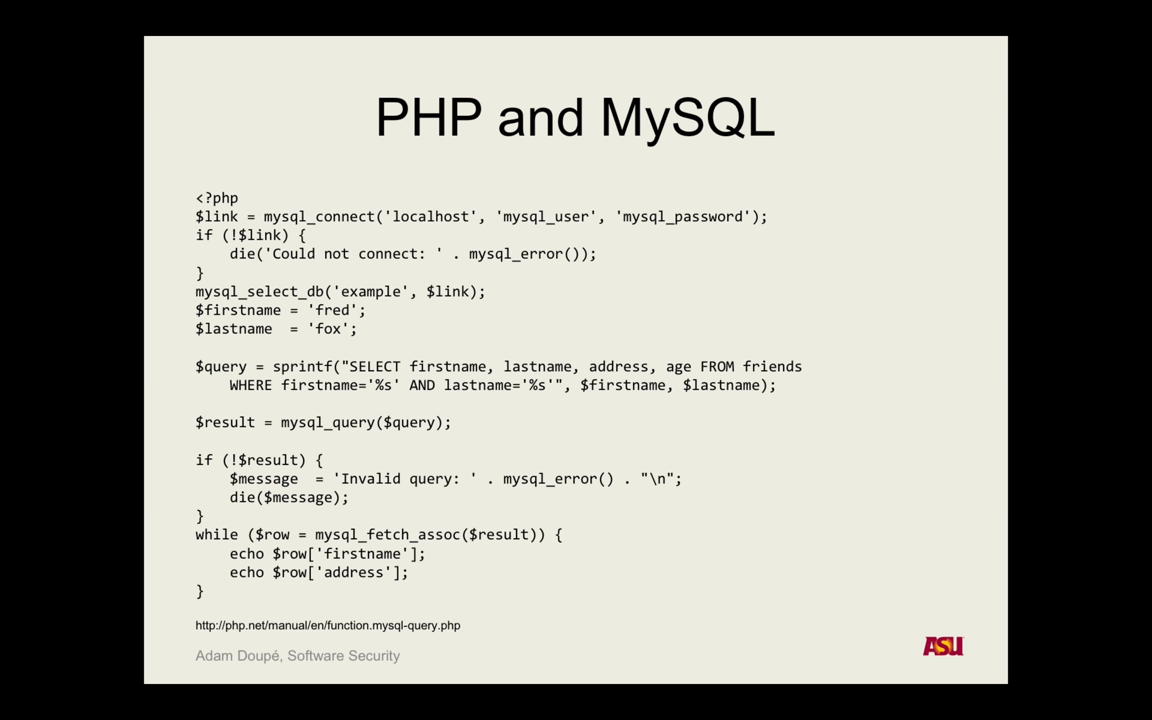 PHP and MySQL
<?php
$link = mysql_connect('localhost', 'mysql_user', 'mysql_password');
if (!$link) {
    die('Could not connect: ' . mysql_error());
}
mysql_select_db('example', $link);
$firstname = 'fred';
$lastname  = 'fox';
$query = sprintf("SELECT firstname, lastname, address, age FROM friends
    WHERE firstname='%s' AND lastname='%s'", $firstname, $lastname);
$result = mysql_query($query);
if (!$result) {
    $message  = 'Invalid query: ' . mysql_error() . "\n";
    die($message);
}
while ($row = mysql_fetch_assoc($result)) {
    echo $row['firstname'];
    echo $row['address'];
}
http://php.net/manual/en/function.mysql-query.php
Adam Doupé, Software Security
ASU